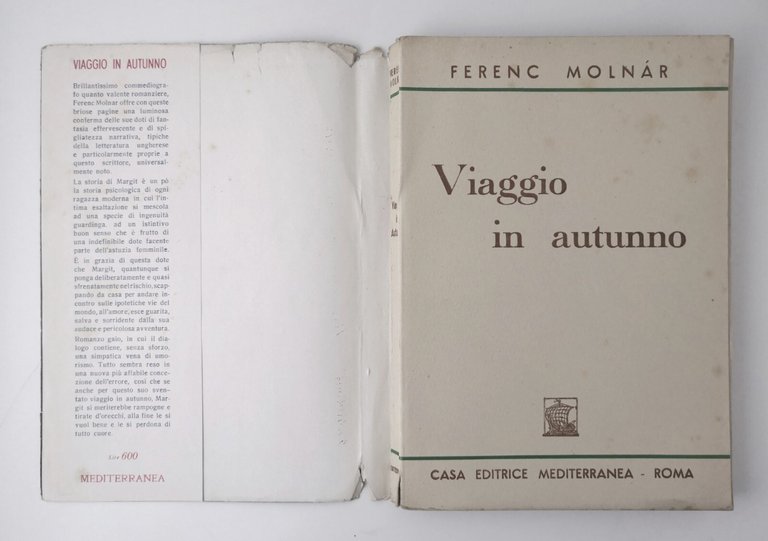 VIAGGIO IN AUTUNNO
Brillantissimo commediogra-
fo quanto valente romanziere,
Ferenc Molnar offre con queste
briose pagine una luminosa
conferma delle sue doti di fan-
tasia effervescente e di spi-
gliatezza narrativa, tipiche
della letteratura ungherese
e particolarmente proprie a
questo scrittore, universal-
mente noto.
La storia di Margit è un pò
la storia psicologica di ogni
ragazza moderna in cui l'in-
tima esaltazione si mescola
ad una specie di ingenuità
guardinga, ad un istintivo
buon senso che è frutto di
una indefinibile dote facente
parte dell'astuzia femminile.
È in grazia di questa dote
che Margit, quantunque si
ponga deliberatamente e quasi
sfrenatamente nel rischio, scap-
pando da casa per andare in-
contro sulle ipotetiche vie del
mondo, all'amore, esce guarita,
salva e sorridente dalla sua
audace e pericolosa avventura.
Romanzo gaio, in cui il dia-
logo contiene, senza sforzo,
una simpatica vena di umo-
rismo. Tutto sembra reso in
una nuova più affabile conce-
zione dell'errore, così che se
anche per questo suo sven-
tato viaggio in autunno, Mar-
git si meriterebbe rampogne e
tirate d'orecchi, alla fine le si
vuol bene e le si perdona di
tutto cuore.
Lire 600
MEDITERRANEA
FERENC MOLNÁR
Viaggio
in autunno
CASA EDITRICE MEDITERRANEA - ROMA